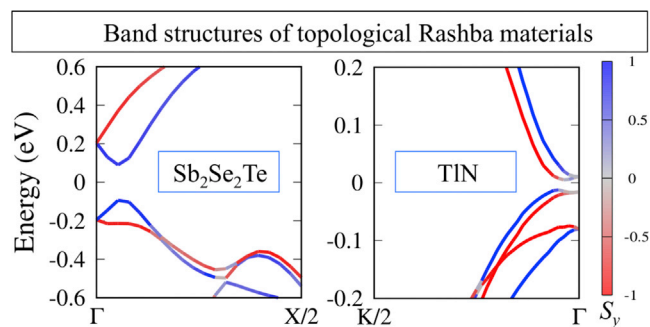 Band structures of topological Rashba materials
Energy (eV)
0.6
0.4
0.2
0
-0.2
-0.4
-0.6
Γ
X/2
Sb₂Se₂Te
0.2
0.1
0
-0.1
-0.2
K/2
Γ
TlN
1
0.5
0
-0.5
-1
Sy